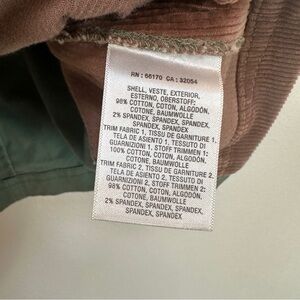 RN : 66170 CA : 32054
SHELL, VESTE, EXTERIOR,
ESTERNO, OBERSTOFF:
98% COTTON, COTON, ALGODÓN,
COTONE, BAUMWOLLE
2% SPANDEX, SPANDEX, SPANDEX,
SPANDEX, SPANDEX
TRIM FABRIC 1, TISSU DE GARNITURE 1,
TELA DE ASIENTO 1, TESSUTO DI
GUARNIZIONI 1, STOFF TRIMMEN 1:
100% COTTON, COTON, ALGODÓN,
COTONE, BAUMWOLLE
TRIM FABRIC 2, TISSU DE GARNITURE 2,
TELA DE ASIENTO 2, TESSUTO DI
GUARNIZIONI 2, STOFF TRIMMEN 2:
98% COTTON, COTON, ALGODÓN,
COTONE, BAUMWOLLE
2% SPANDEX, SPANDEX, SPANDEX,
SPANDEX, SPANDEX